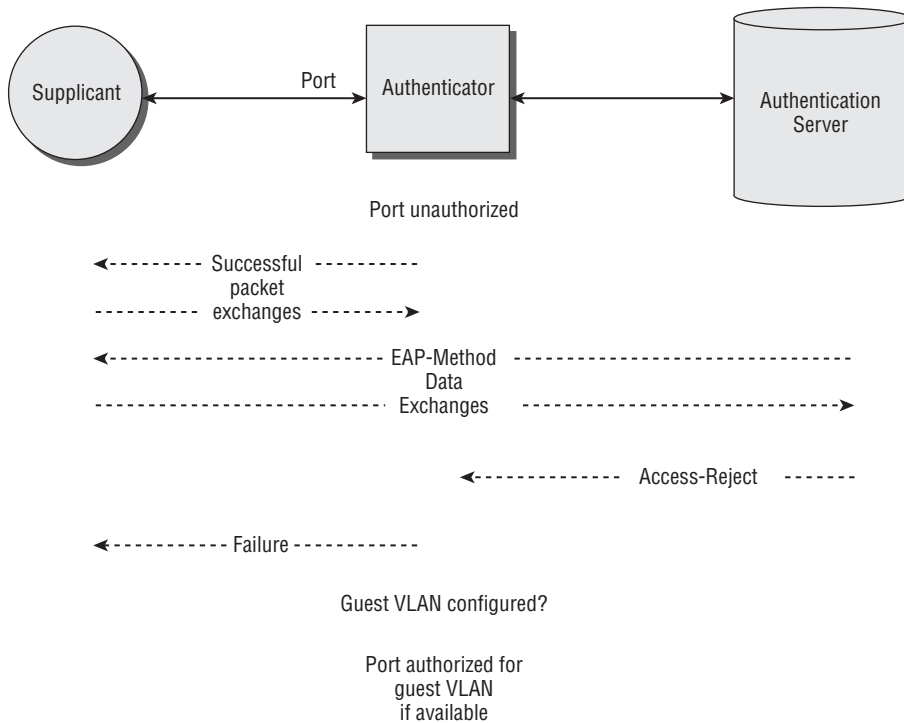 Supplicant
Port
Authenticator
Authentication
Server
Port unauthorized
Successful
packet
exchanges
EAP-Method
Data
Exchanges
Access-Reject
Failure
Guest VLAN configured?
Port authorized for
guest VLAN
if available